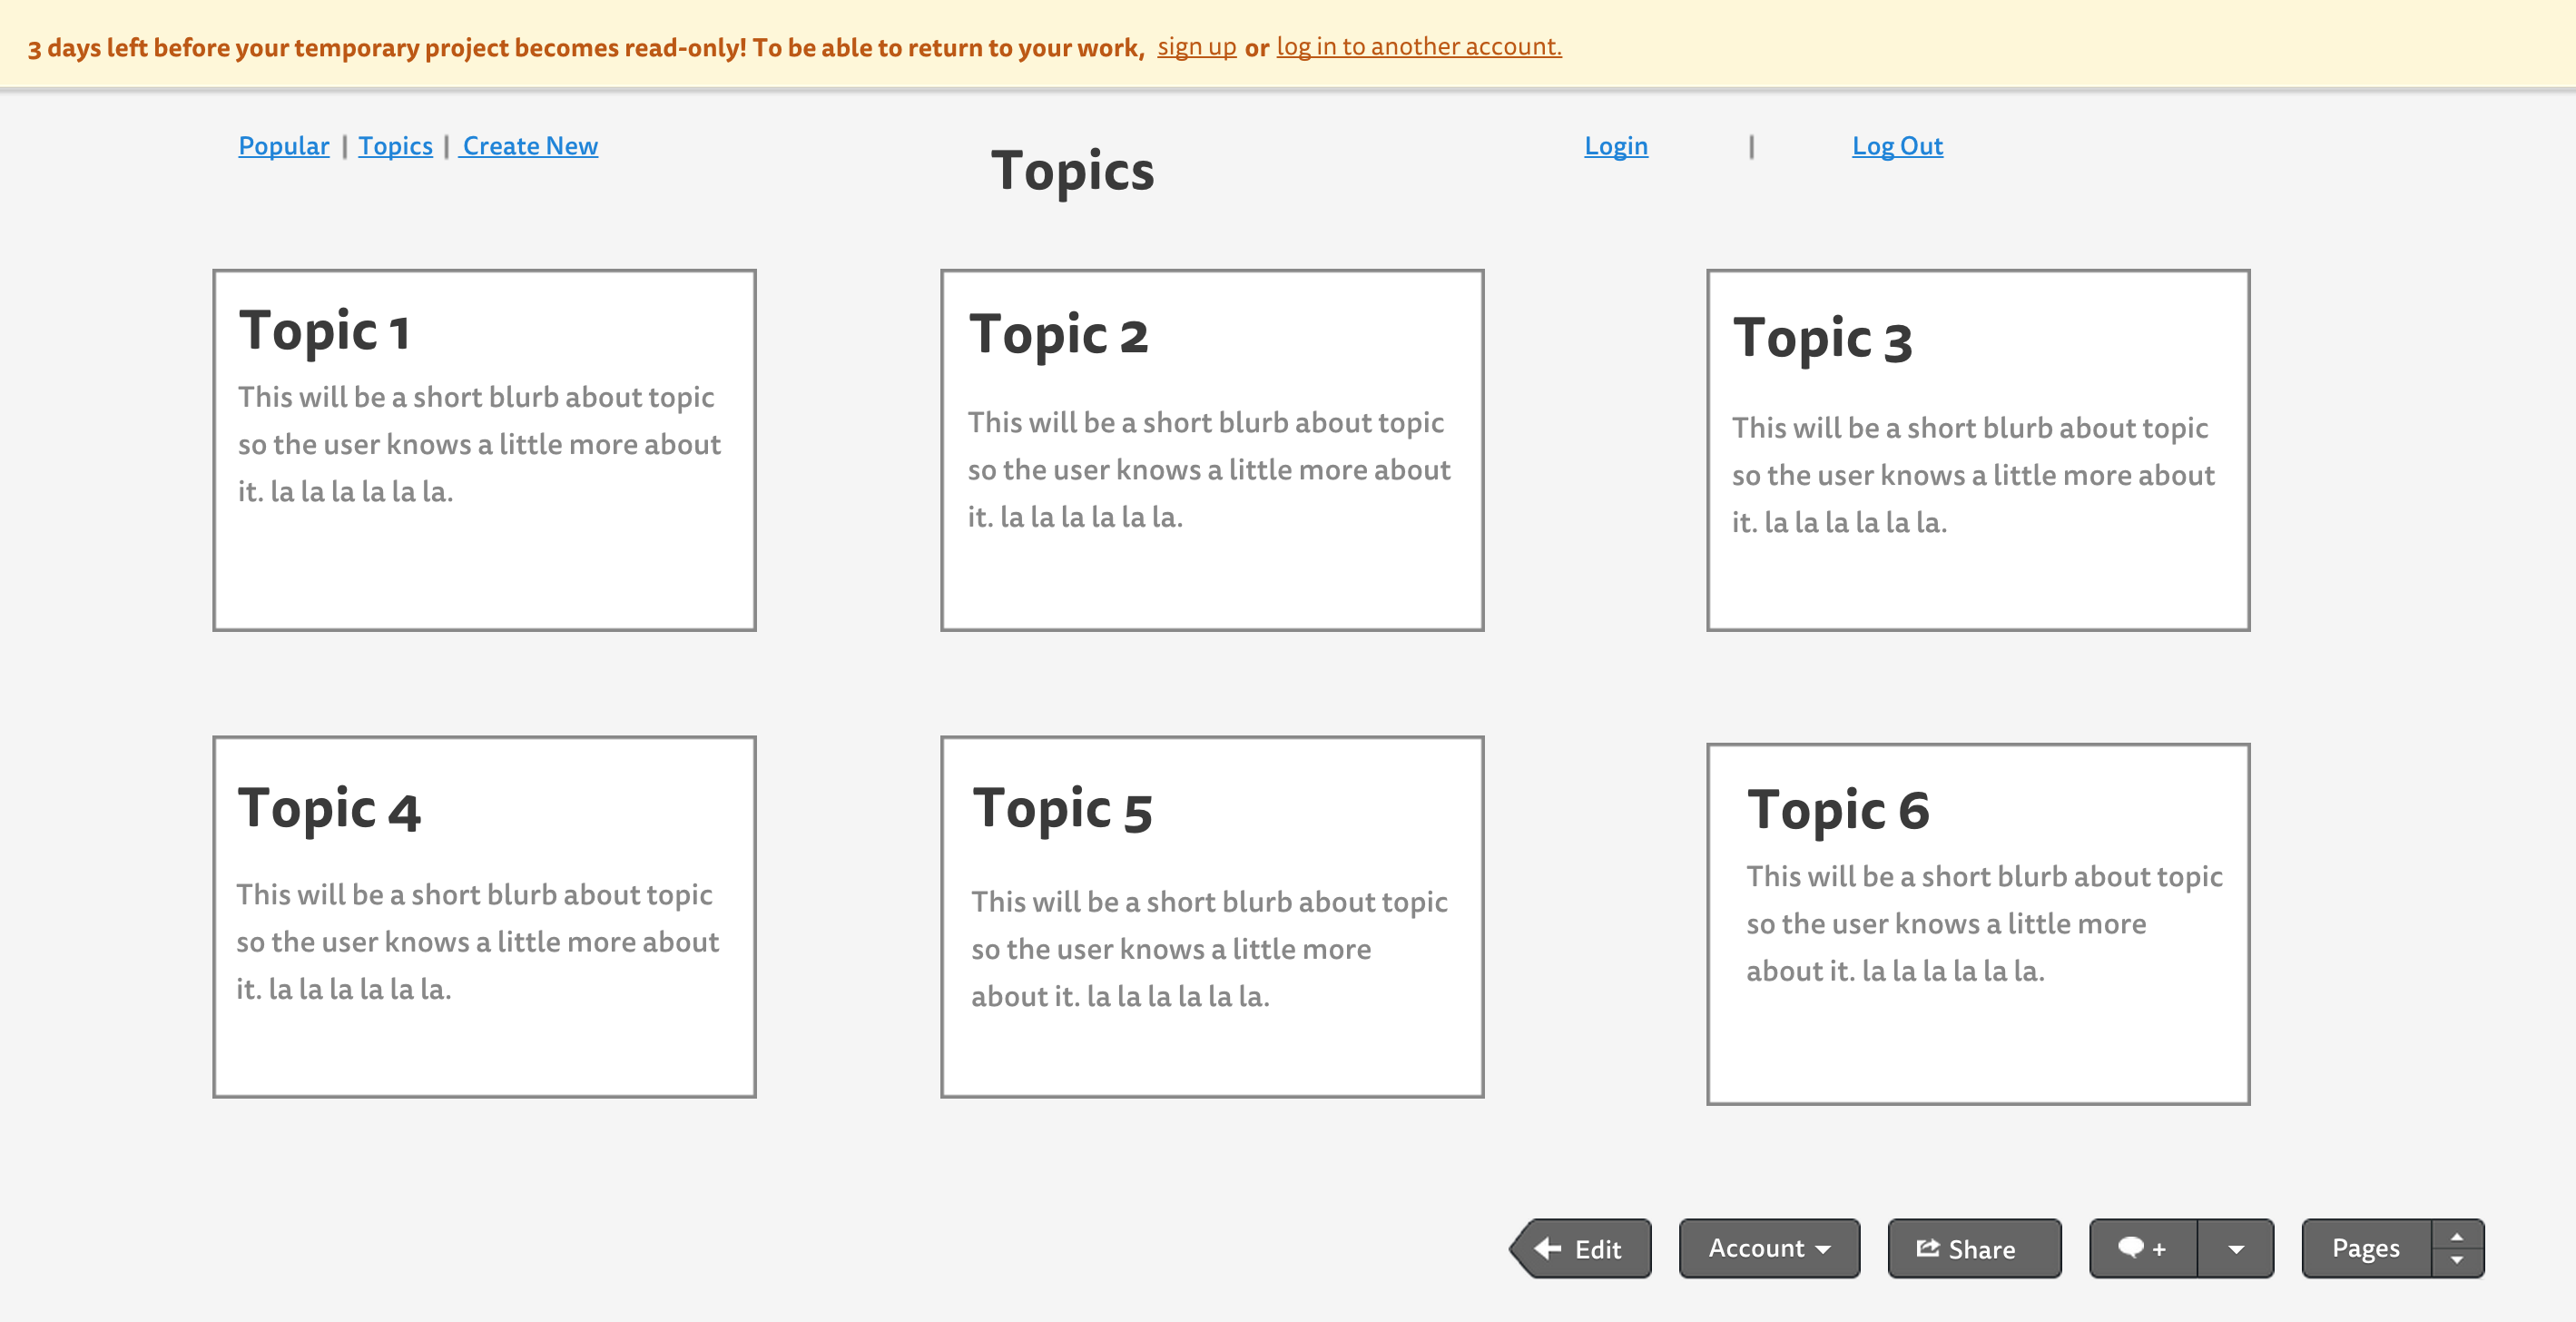 3 days left before your temporary project becomes read-only! To be able to return to your work, sign up or log in to another account.
Popular | Topics | Create New
Topics
Login | Log Out
Topic 1
This will be a short blurb about topic
so the user knows a little more about
it. la la la la la la.
Topic 2
This will be a short blurb about topic
so the user knows a little more about
it. la la la la la la.
Topic 3
This will be a short blurb about topic
so the user knows a little more about
it. la la la la la la.
Topic 4
This will be a short blurb about topic
so the user knows a little more about
it. la la la la la la.
Topic 5
This will be a short blurb about topic
so the user knows a little more
about it. la la la la la la.
Topic 6
This will be a short blurb about topic
so the user knows a little more
about it. la la la la la la.
Edit
Account
Share
+
Pages